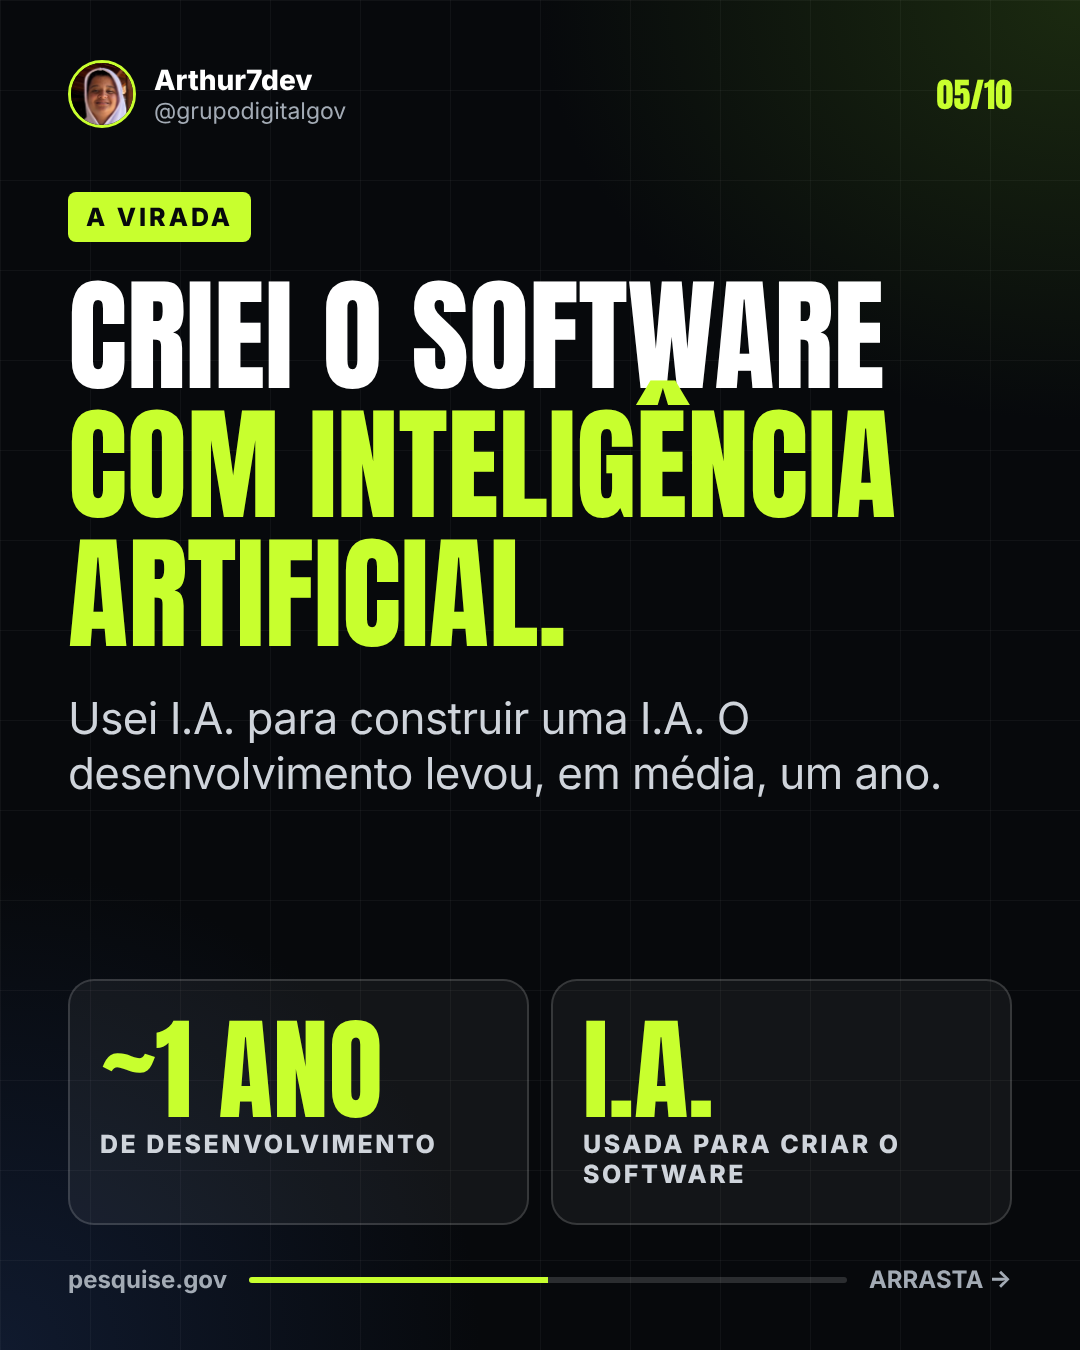 Arthur7dev
@grupodigitalgov
05/10
A VIRADA
CRIEI O SOFTWARE
COM INTELIGÊNCIA
ARTIFICIAL.
Usei I.A. para construir uma I.A. O
desenvolvimento levou, em média, um ano.
~1 ANO
DE DESENVOLVIMENTO
I.A.
USADA PARA CRIAR O
SOFTWARE
pesquise.gov
ARRASTA →